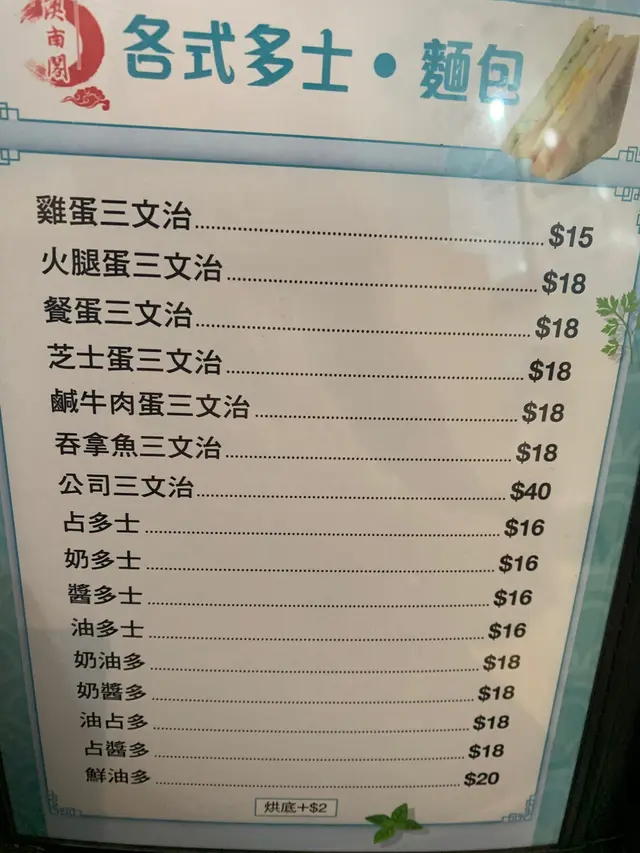 澳南閣
各式多士•麵包
雞蛋三文治 $15
火腿蛋三文治 $18
餐蛋三文治 $18
芝士蛋三文治 $18
鹹牛肉蛋三文治 $18
吞拿魚三文治 $18
公司三文治 $40
占多士 $16
奶多士 $16
醬多士 $16
油多士 $16
奶油多 $18
奶醬多 $18
油占多 $18
占醬多 $18
鮮油多 $20
烘底+$2